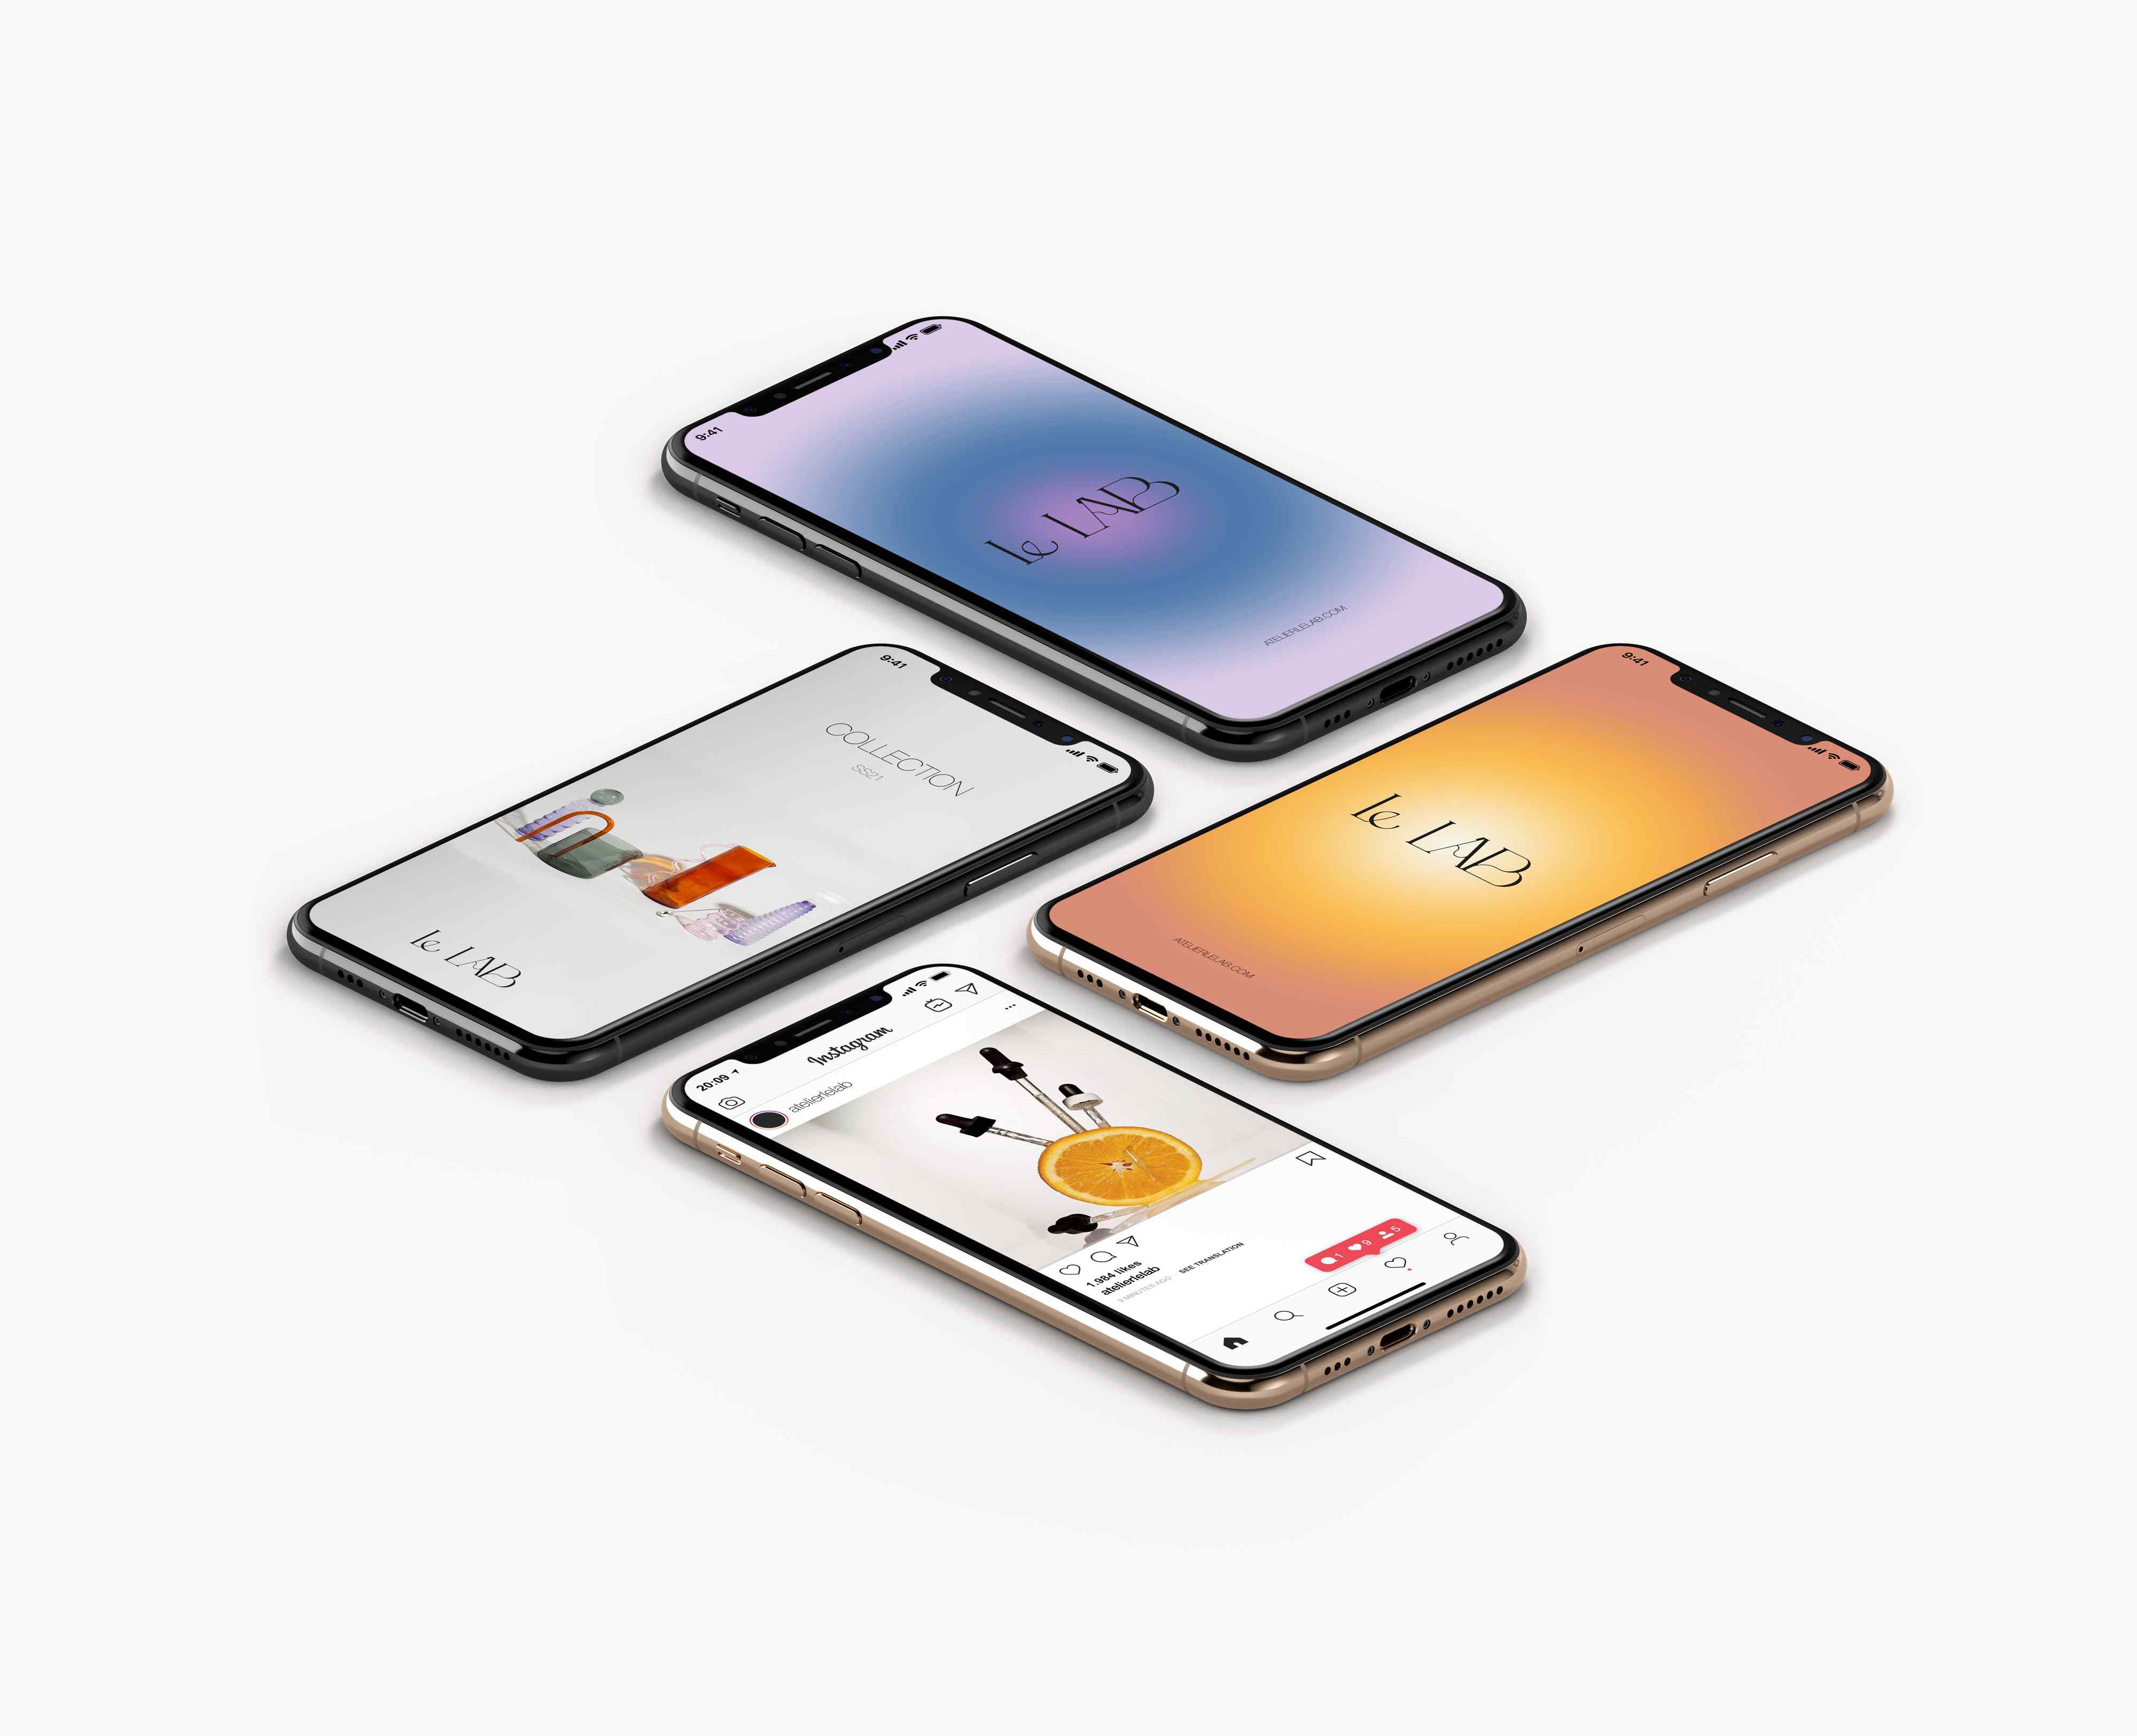 9:41
Le LAB
ATELIERLELAB.COM
9:41
COLLECTION
SS21
Le LAB
9:41
Le LAB
ATELIERLELAB.COM
20:09
Instagram
atelierlelab
1.984 likes
atelierlelab
9 MINUTES AGO SEE TRANSLATION
1 9 5